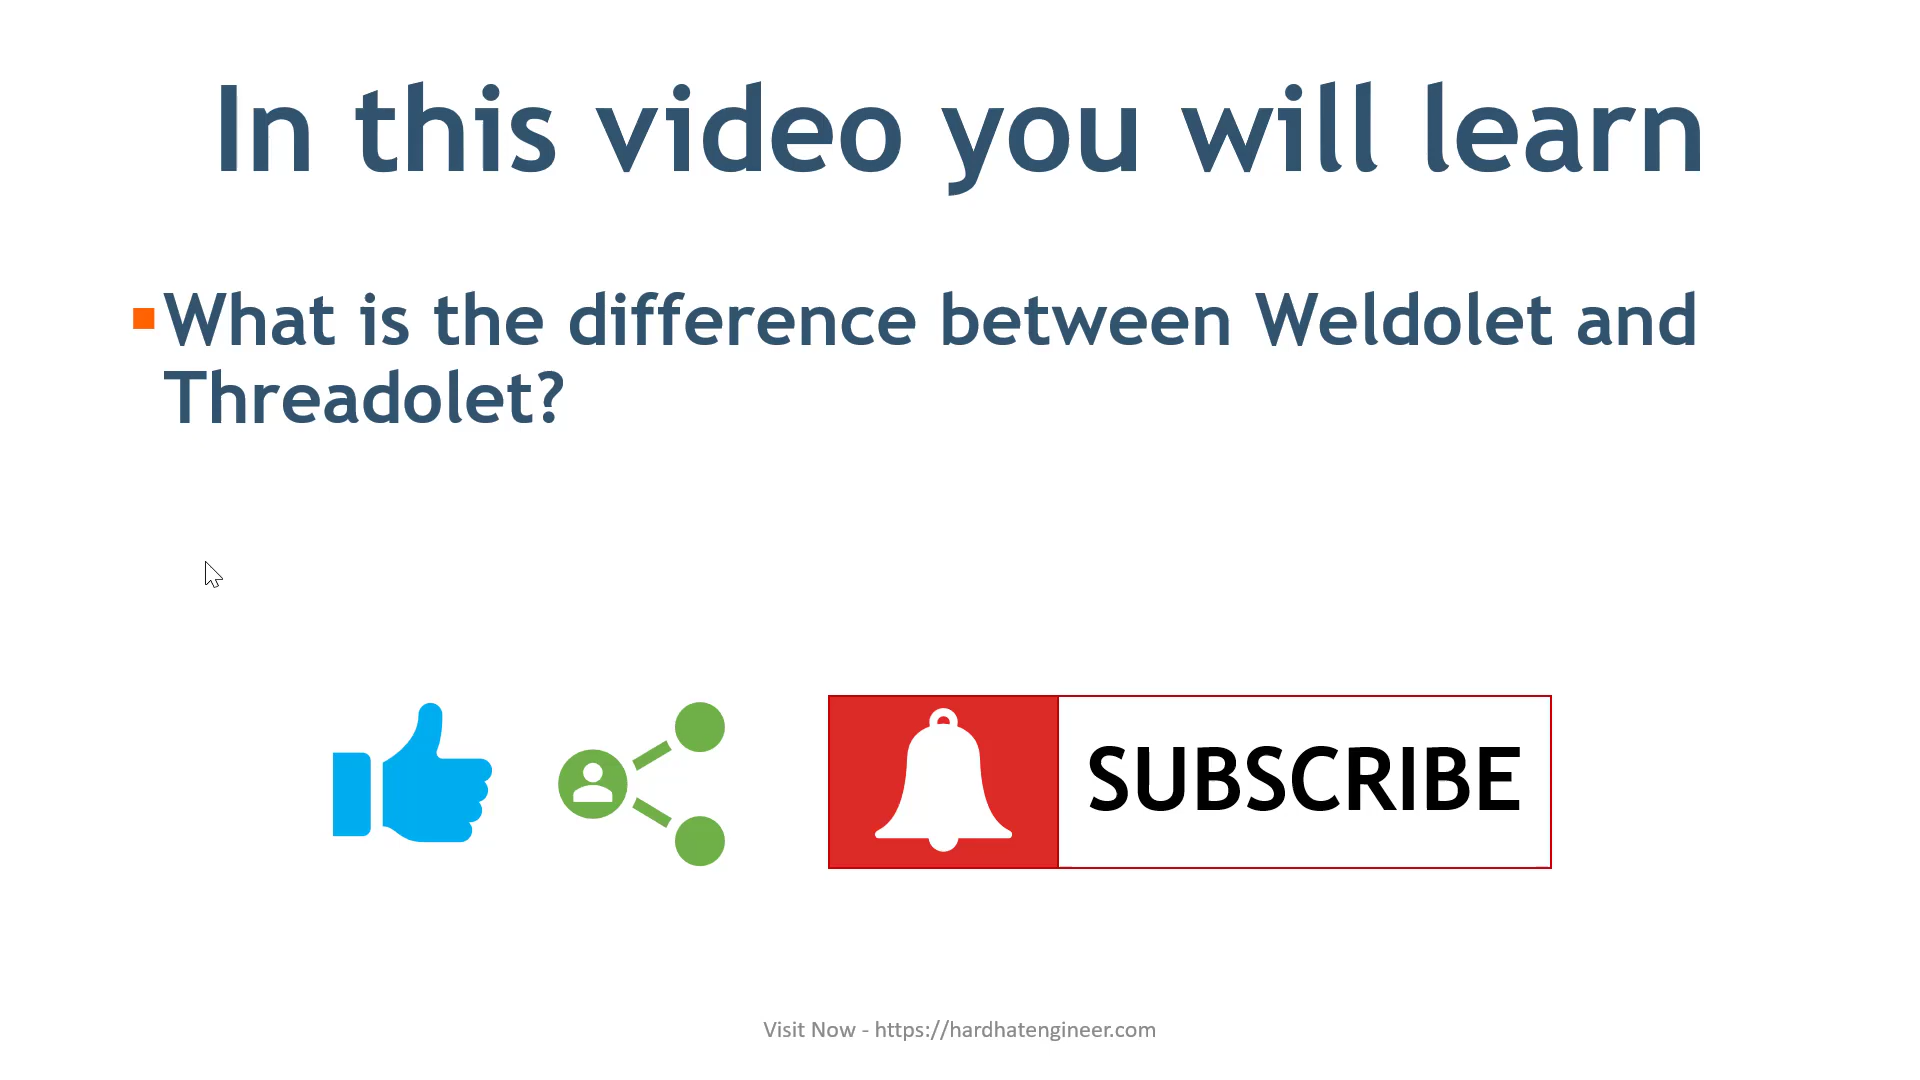 In this video you will learn
What is the difference between Weldolet and
Threadolet?
SUBSCRIBE
Visit Now - https://hardhatengineer.com